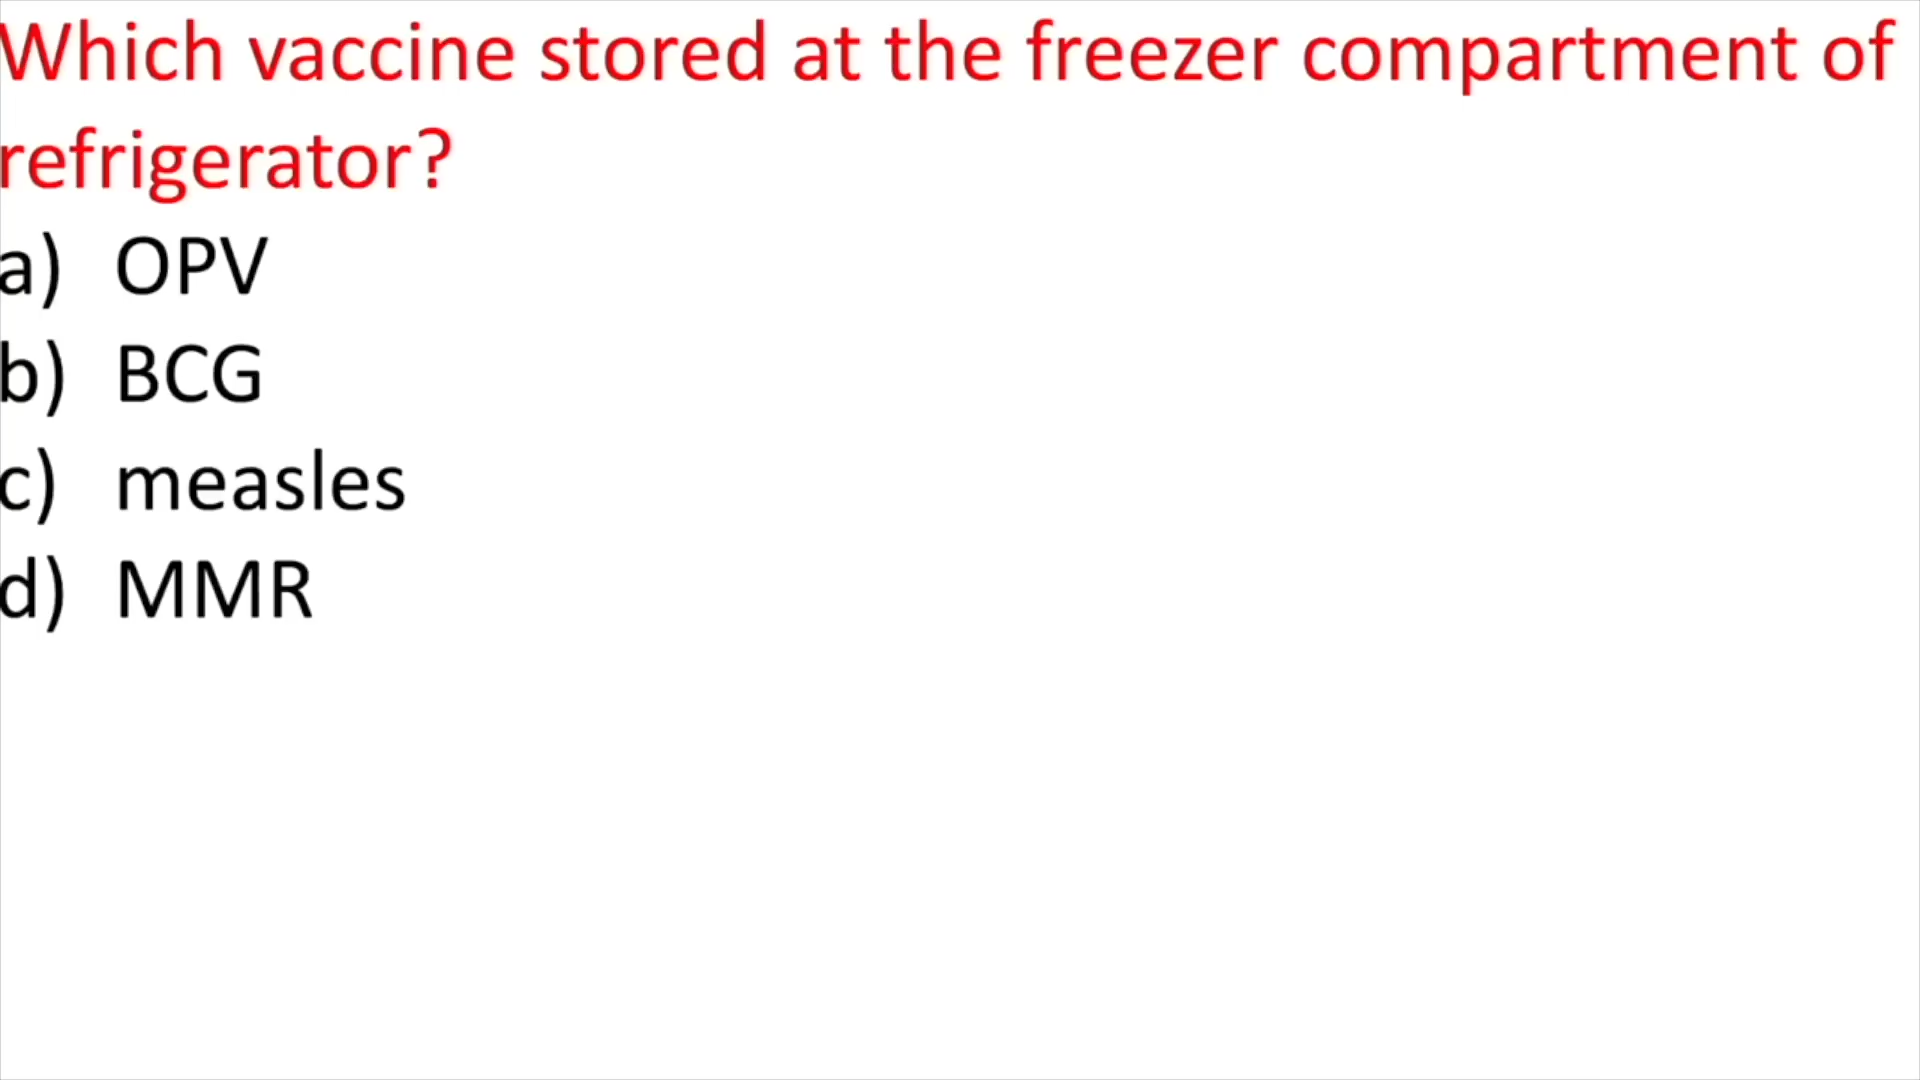 Which vaccine stored at the freezer compartment of
refrigerator?
a) OPV
b) BCG
c) measles
d) MMR